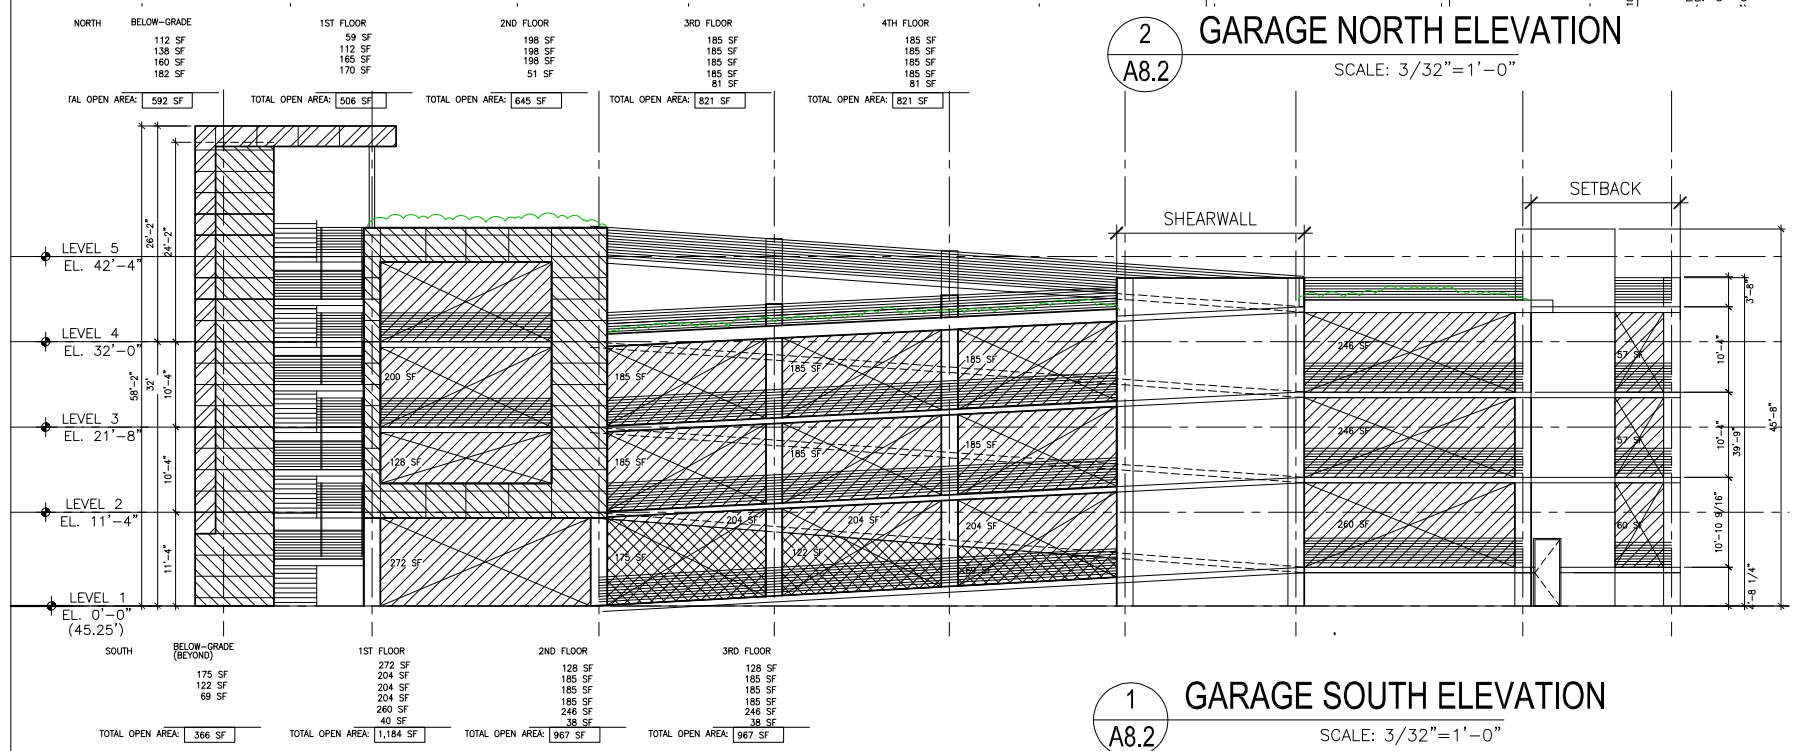 NORTH
BELOW-GRADE
112 SF
138 SF
160 SF
182 SF
TAL OPEN AREA: 592 SF
1ST FLOOR
59 SF
112 SF
165 SF
170 SF
TOTAL OPEN AREA: 506 SF
2ND FLOOR
198 SF
198 SF
198 SF
51 SF
TOTAL OPEN AREA: 645 SF
3RD FLOOR
185 SF
185 SF
185 SF
185 SF
81 SF
TOTAL OPEN AREA: 821 SF
4TH FLOOR
185 SF
185 SF
185 SF
185 SF
81 SF
TOTAL OPEN AREA: 821 SF
2
A8.2
GARAGE NORTH ELEVATION
SCALE: 3/32"=1'-0"
SETBACK
SHEARWALL
LEVEL 5
EL. 42'-4"
LEVEL 4
EL. 32'-0"
LEVEL 3
EL. 21'-8"
LEVEL 2
EL. 11'-4"
LEVEL 1
EL. 0'-0"
(45.25')
58'-2"
26'-2"
32'
24'-2"
10'-4"
10'-4"
11'-4"
200 SF
128 SF
272 SF
185 SF
185 SF
185 SF
185 SF
185 SF
185 SF
204 SF
204 SF
204 SF
175 SF
122 SF
246 SF
246 SF
260 SF
57 SF
57 SF
60 SF
3'-8"
10'-4"
10'-4"
10'-10 9/16"
2'-8 1/4"
39'-9"
45'-8"
SOUTH
BELOW-GRADE
(BEYOND)
175 SF
122 SF
69 SF
TOTAL OPEN AREA: 366 SF
1ST FLOOR
272 SF
204 SF
204 SF
204 SF
260 SF
40 SF
TOTAL OPEN AREA: 1,184 SF
2ND FLOOR
128 SF
185 SF
185 SF
185 SF
246 SF
38 SF
TOTAL OPEN AREA: 967 SF
3RD FLOOR
128 SF
185 SF
185 SF
185 SF
246 SF
38 SF
TOTAL OPEN AREA: 967 SF
1
A8.2
GARAGE SOUTH ELEVATION
SCALE: 3/32"=1'-0"